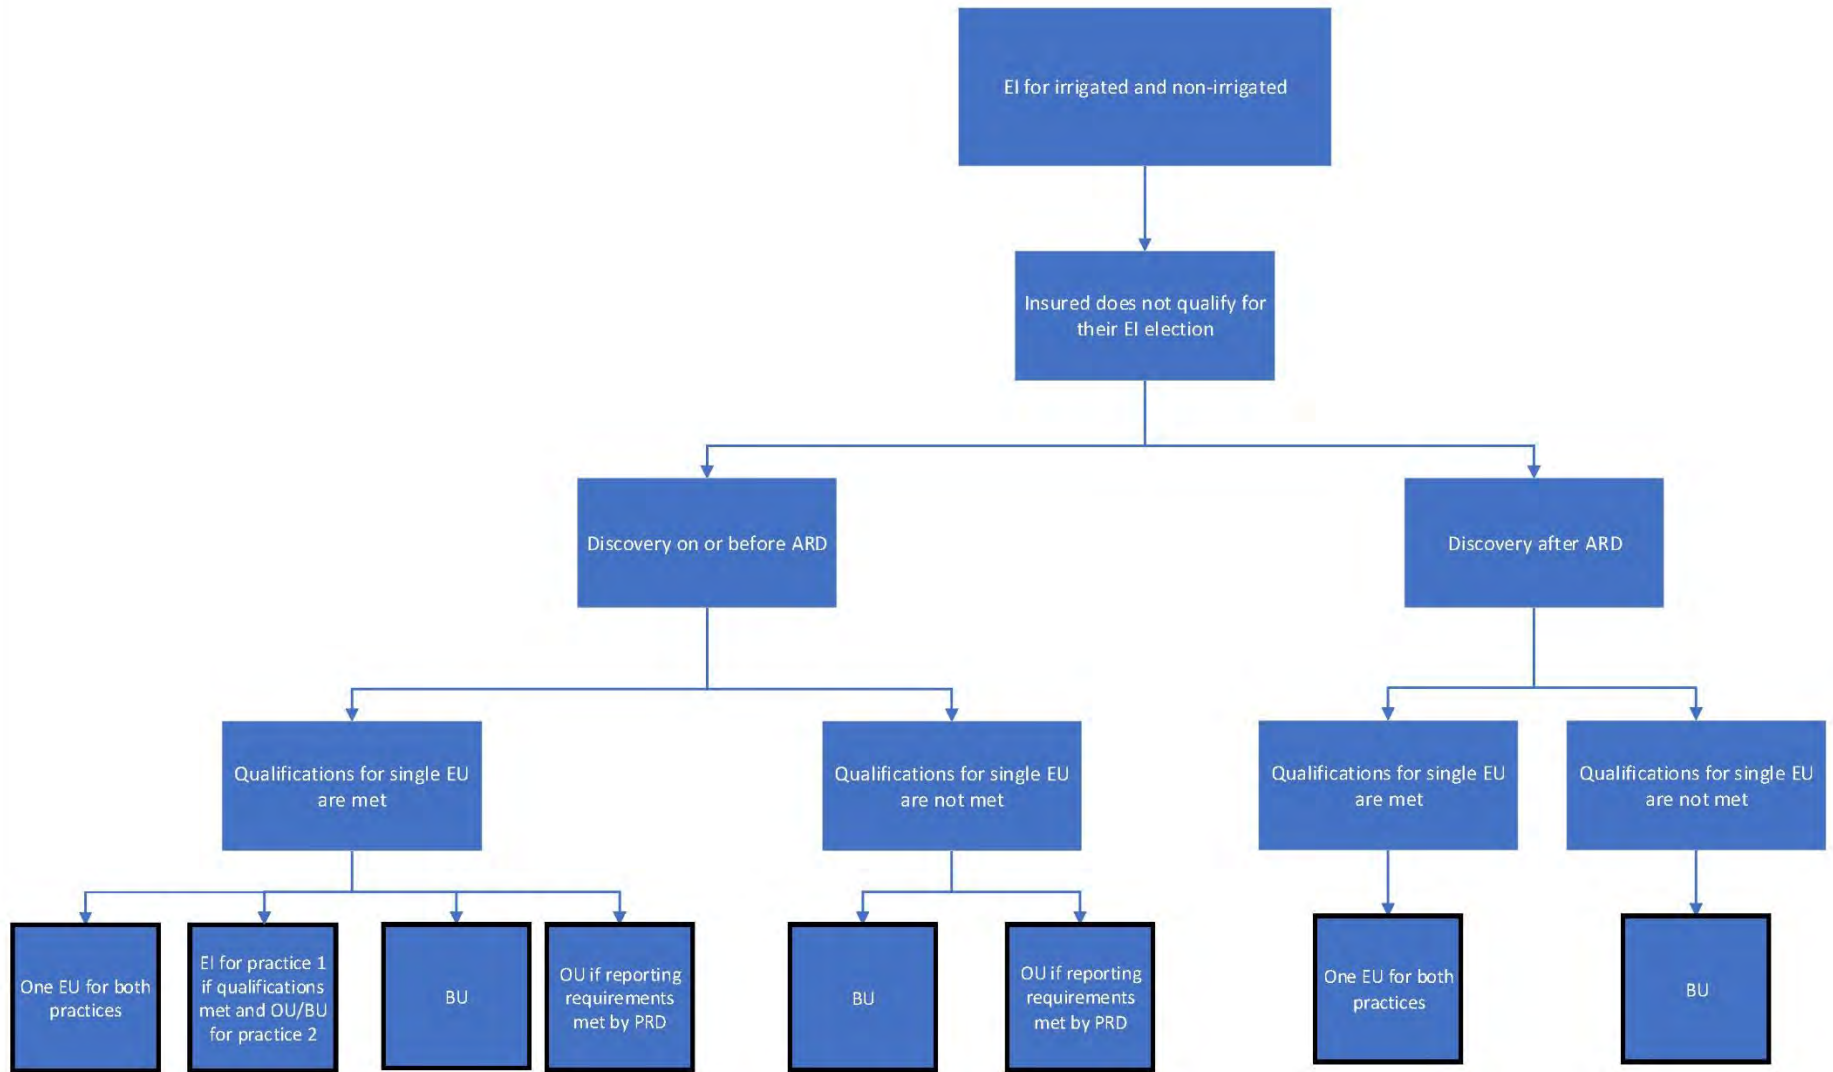 EI for irrigated and non-irrigated
Insured does not qualify for
their EI election
Discovery on or before ARD
Discovery after ARD
Qualifications for single EU
are met
Qualifications for single EU
are not met
Qualifications for single EU
are met
Qualifications for single EU
are not met
One EU for both
practices
EI for practice 1
if qualifications
met and OU/BU
for practice 2
BU
OU if reporting
requirements
met by PRD
BU
OU if reporting
requirements
met by PRD
One EU for both
practices
BU